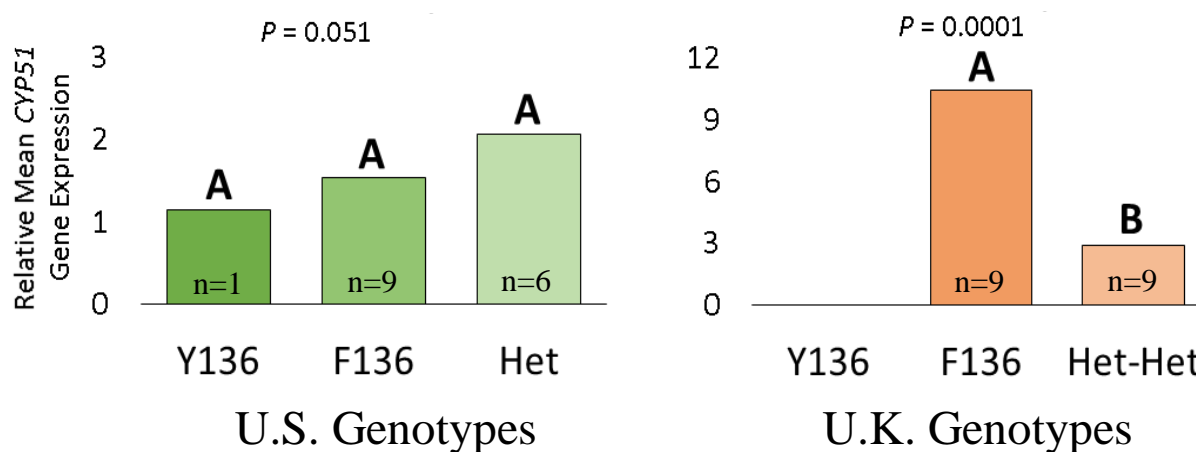 Relative Mean CYP51
Gene Expression
P = 0.051
3
2
1
0
A
A
A
n=1
n=9
n=6
Y136
F136
Het
U.S. Genotypes
P = 0.0001
12
9
6
3
0
A
B
n=9
n=9
Y136
F136
Het-Het
U.K. Genotypes